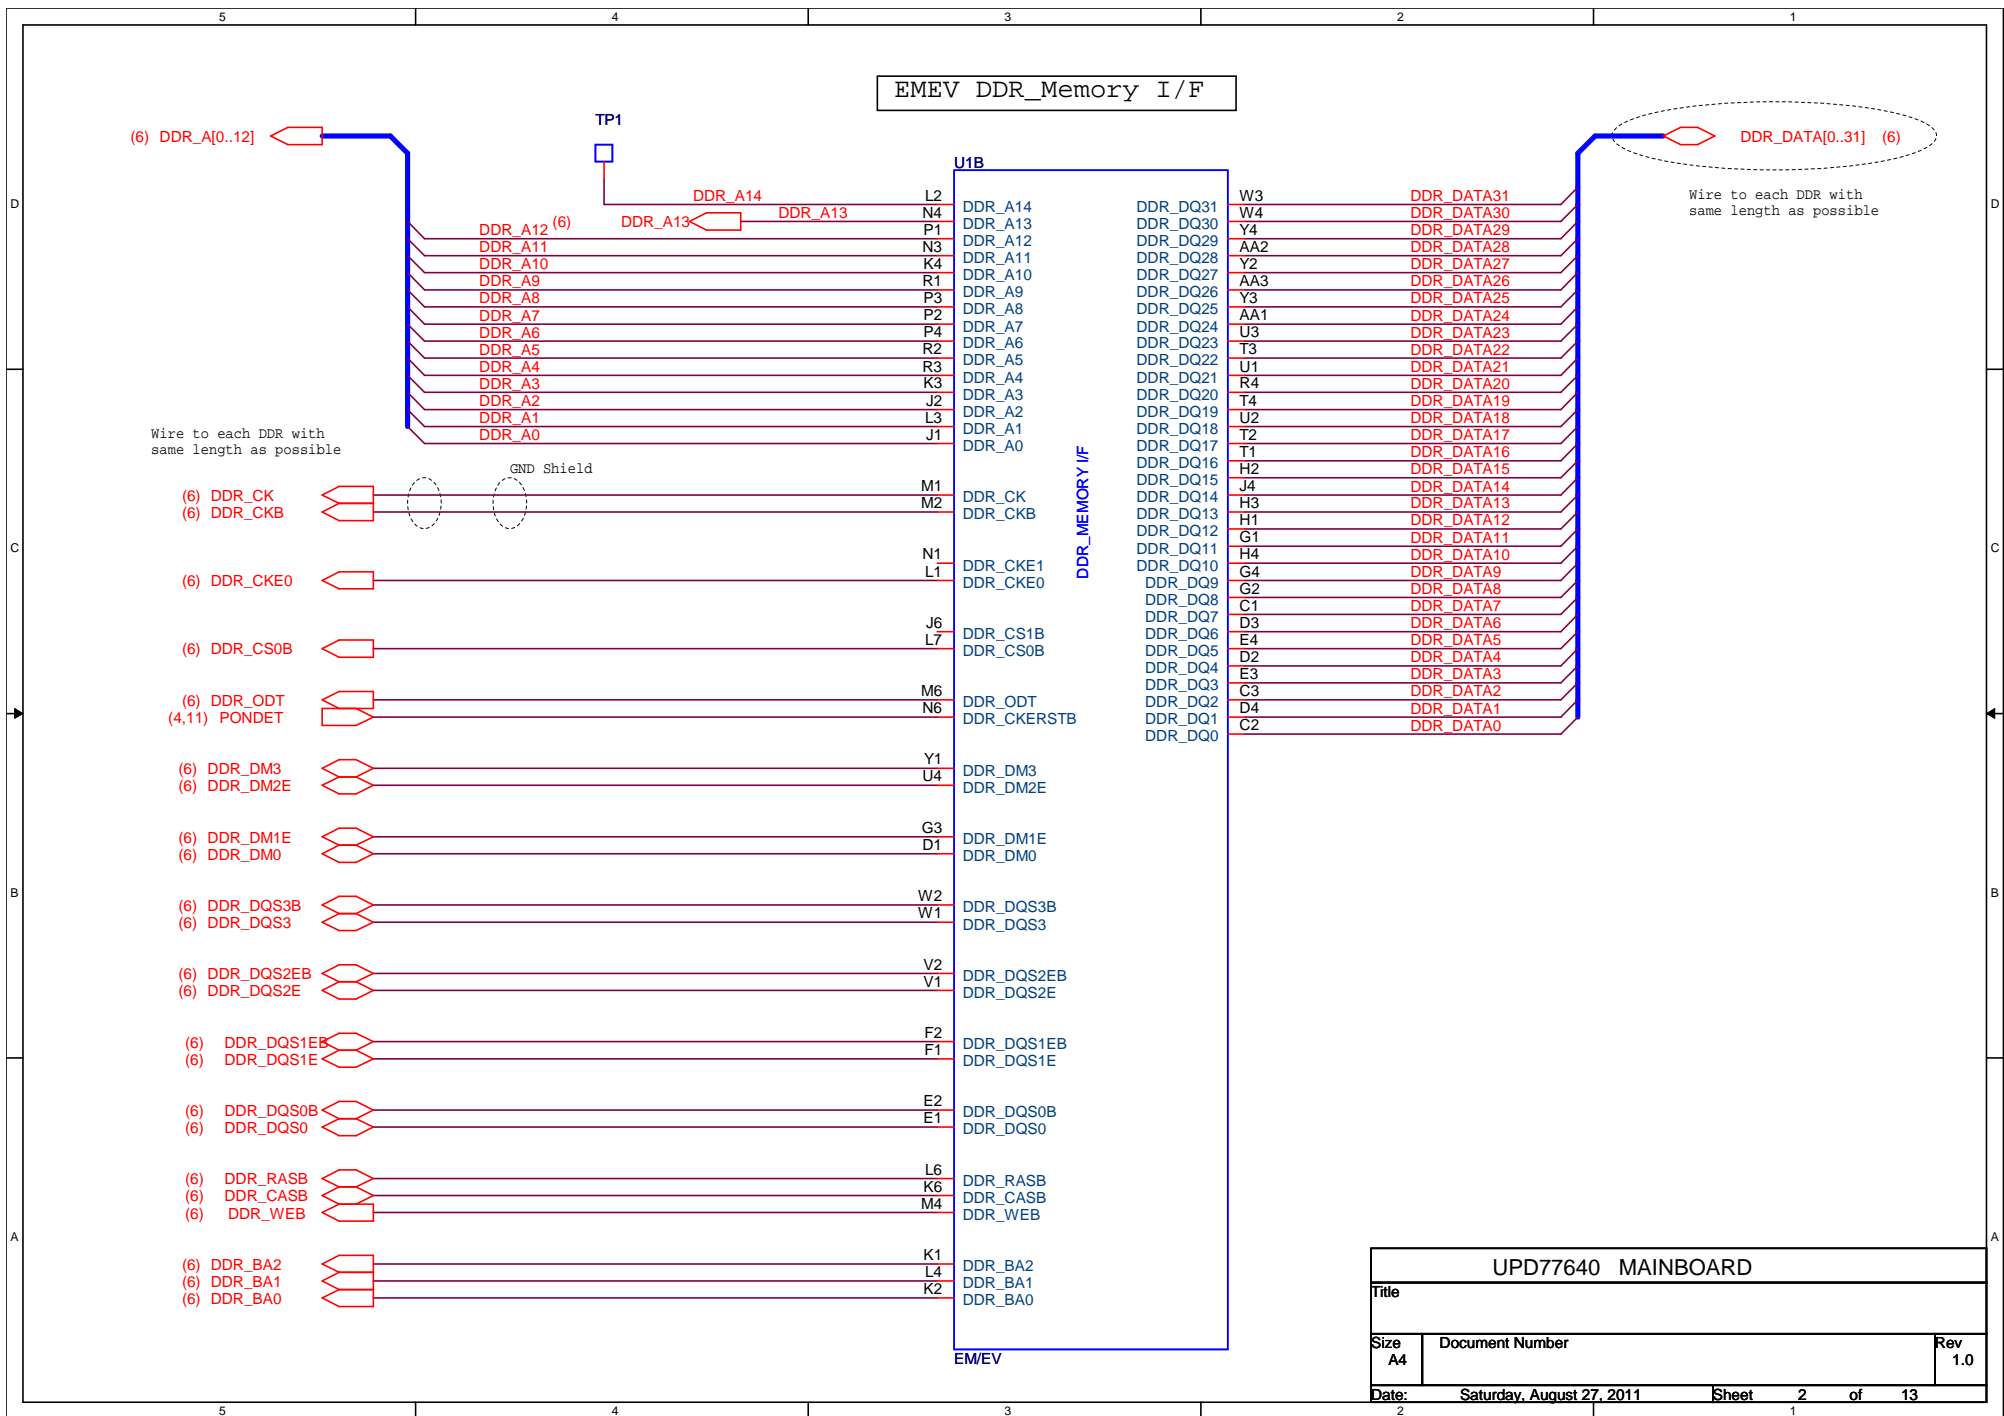 5 4 3 2 1
EMEV DDR_Memory I/F
(6) DDR_A[0..12]
TP1
DDR_DATA[0..31] (6)
Wire to each DDR with
same length as possible
U1B
D D
DDR_A14 L2 DDR_A14 DDR_DQ31 W3 DDR_DATA31
(6) DDR_A13 DDR_A13 N4 DDR_A13 DDR_DQ30 W4 DDR_DATA30
DDR_A12 P1 DDR_A12 DDR_DQ29 Y4 DDR_DATA29
DDR_A11 N3 DDR_A11 DDR_DQ28 AA2 DDR_DATA28
DDR_A10 K4 DDR_A10 DDR_DQ27 Y2 DDR_DATA27
DDR_A9 R1 DDR_A9 DDR_DQ26 AA3 DDR_DATA26
DDR_A8 P3 DDR_A8 DDR_DQ25 Y3 DDR_DATA25
DDR_A7 P2 DDR_A7 DDR_DQ24 AA1 DDR_DATA24
DDR_A6 P4 DDR_A6 DDR_DQ23 U3 DDR_DATA23
DDR_A5 R2 DDR_A5 DDR_DQ22 T3 DDR_DATA22
DDR_A4 R3 DDR_A4 DDR_DQ21 U1 DDR_DATA21
DDR_A3 K3 DDR_A3 DDR_DQ20 R4 DDR_DATA20
DDR_A2 J2 DDR_A2 DDR_DQ19 T4 DDR_DATA19
DDR_A1 L3 DDR_A1 DDR_DQ18 U2 DDR_DATA18
DDR_A0 J1 DDR_A0 DDR_DQ17 T2 DDR_DATA17
DDR_DQ16 T1 DDR_DATA16
DDR_DQ15 H2 DDR_DATA15
DDR_DQ14 J4 DDR_DATA14
DDR_DQ13 H3 DDR_DATA13
DDR_DQ12 H1 DDR_DATA12
DDR_DQ11 G1 DDR_DATA11
DDR_DQ10 H4 DDR_DATA10
DDR_DQ9 G4 DDR_DATA9
DDR_DQ8 G2 DDR_DATA8
DDR_DQ7 C1 DDR_DATA7
DDR_DQ6 D3 DDR_DATA6
DDR_DQ5 E4 DDR_DATA5
DDR_DQ4 D2 DDR_DATA4
DDR_DQ3 E3 DDR_DATA3
DDR_DQ2 C3 DDR_DATA2
DDR_DQ1 D4 DDR_DATA1
DDR_DQ0 C2 DDR_DATA0
Wire to each DDR with
same length as possible
GND Shield
DDR_MEMORY I/F
(6) DDR_CK M1 DDR_CK
(6) DDR_CKB M2 DDR_CKB
C C
N1 DDR_CKE1
(6) DDR_CKE0 L1 DDR_CKE0
J6 DDR_CS1B
(6) DDR_CS0B L7 DDR_CS0B
(6) DDR_ODT M6 DDR_ODT
(4,11) PONDET N6 DDR_CKERSTB
(6) DDR_DM3 Y1 DDR_DM3
(6) DDR_DM2E U4 DDR_DM2E
(6) DDR_DM1E G3 DDR_DM1E
(6) DDR_DM0 D1 DDR_DM0
B B
(6) DDR_DQS3B W2 DDR_DQS3B
(6) DDR_DQS3 W1 DDR_DQS3
(6) DDR_DQS2EB V2 DDR_DQS2EB
(6) DDR_DQS2E V1 DDR_DQS2E
(6) DDR_DQS1EB F2 DDR_DQS1EB
(6) DDR_DQS1E F1 DDR_DQS1E
(6) DDR_DQS0B E2 DDR_DQS0B
(6) DDR_DQS0 E1 DDR_DQS0
(6) DDR_RASB L6 DDR_RASB
(6) DDR_CASB K6 DDR_CASB
(6) DDR_WEB M4 DDR_WEB
A A
(6) DDR_BA2 K1 DDR_BA2
(6) DDR_BA1 L4 DDR_BA1
(6) DDR_BA0 K2 DDR_BA0
EM/EV
UPD77640 MAINBOARD
Title
Size Document Number Rev
A4 1.0
Date: Saturday, August 27, 2011 Sheet 2 of 13
5 4 3 2 1